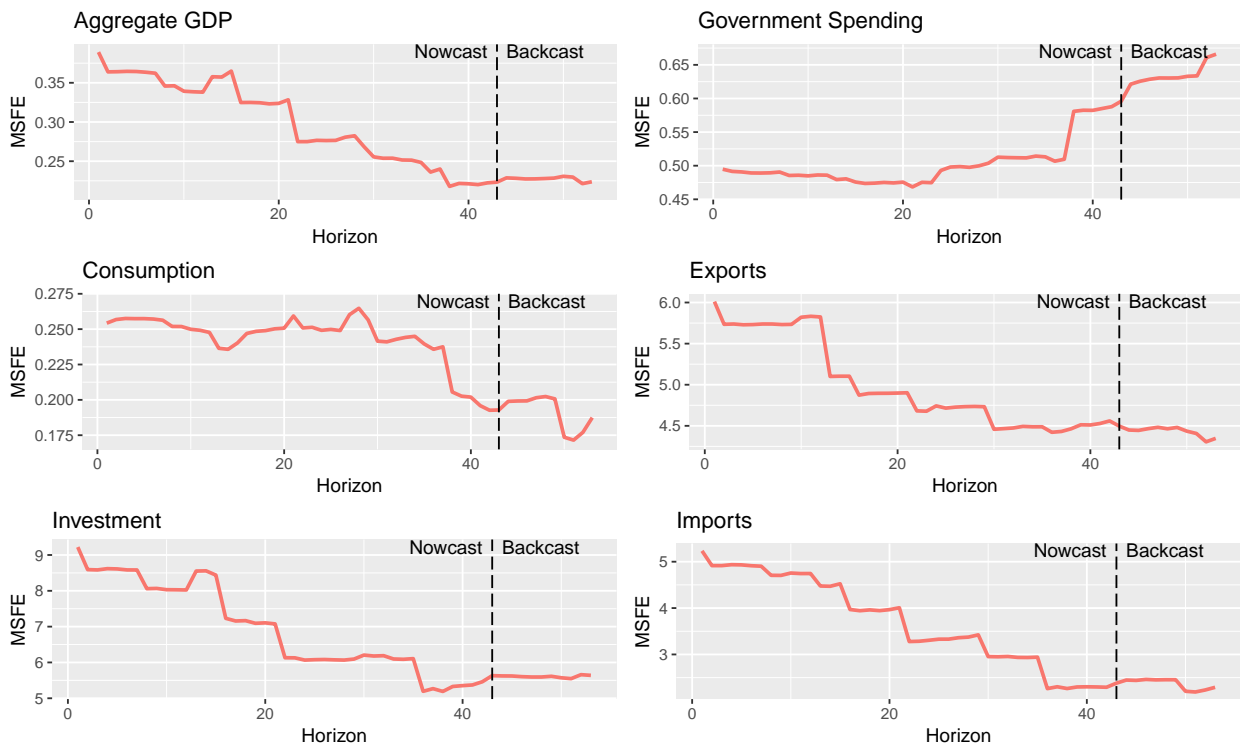 Aggregate GDP
Nowcast
Backcast
MSFE
0.35
0.30
0.25
0
20
40
Horizon
Government Spending
Nowcast
Backcast
MSFE
0.65
0.60
0.55
0.50
0.45
0
20
40
Horizon
Consumption
Nowcast
Backcast
MSFE
0.275
0.250
0.225
0.200
0.175
0
20
40
Horizon
Exports
Nowcast
Backcast
MSFE
6.0
5.5
5.0
4.5
0
20
40
Horizon
Investment
Nowcast
Backcast
MSFE
9
8
7
6
5
0
20
40
Horizon
Imports
Nowcast
Backcast
MSFE
5
4
3
0
20
40
Horizon